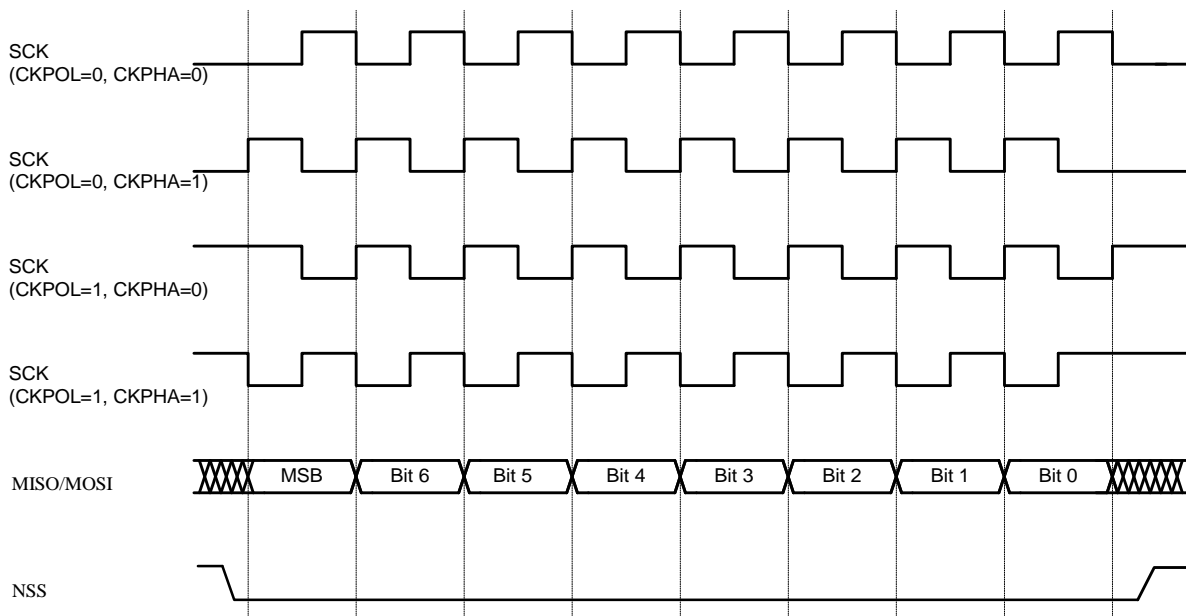 SCK
(CKPOL=0, CKPHA=0)
SCK
(CKPOL=0, CKPHA=1)
SCK
(CKPOL=1, CKPHA=0)
SCK
(CKPOL=1, CKPHA=1)
MISO/MOSI
MSB Bit 6 Bit 5 Bit 4 Bit 3 Bit 2 Bit 1 Bit 0
NSS